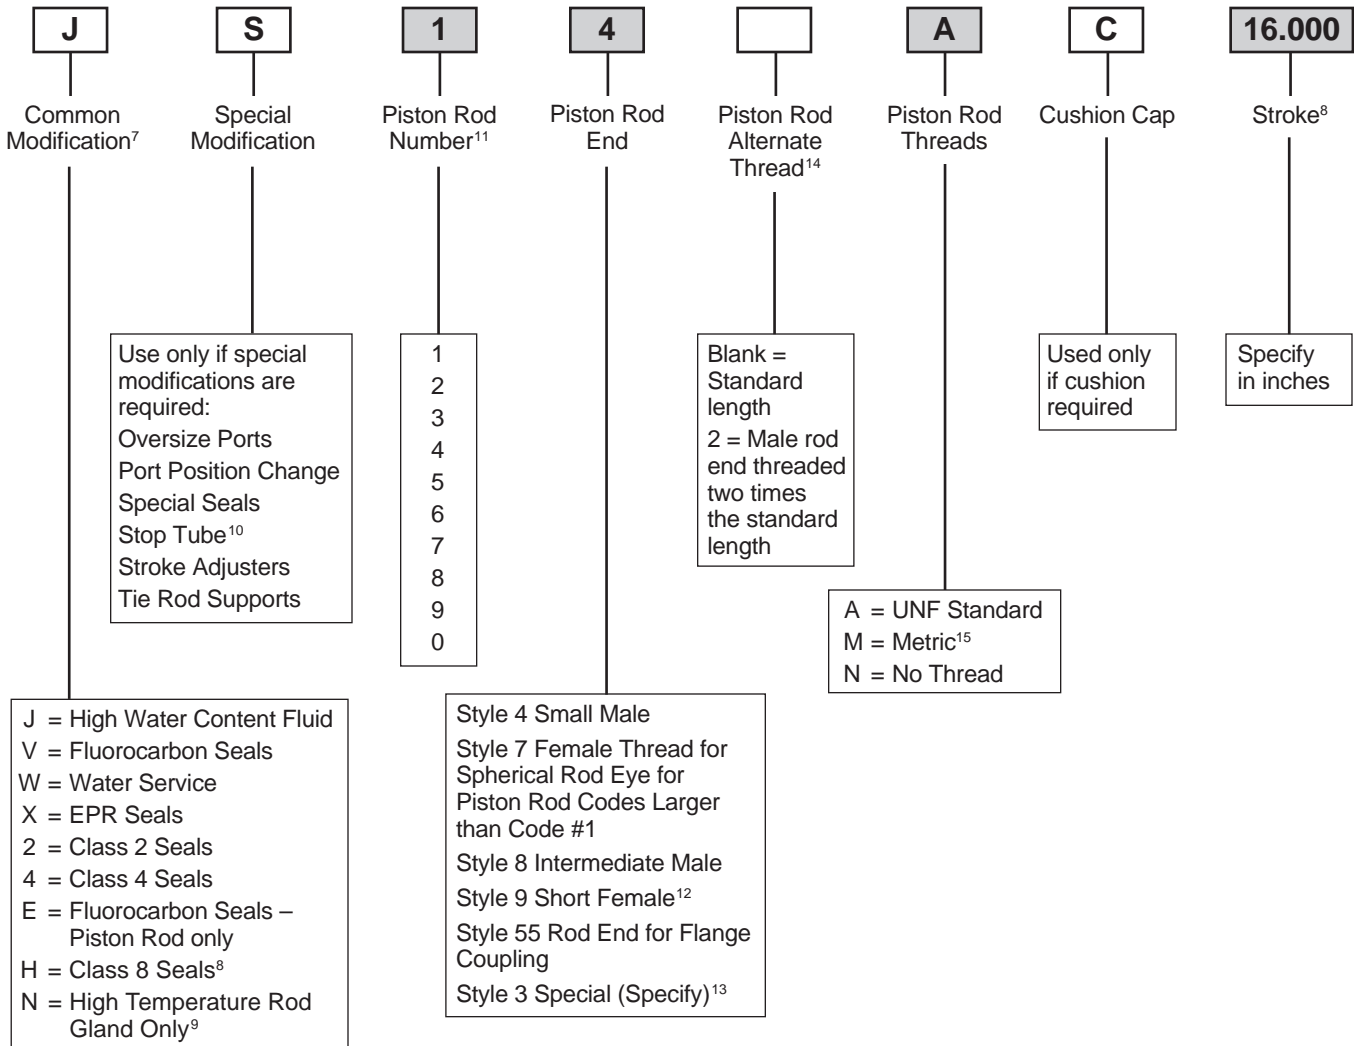 J S 1 4 A C 16.000
Common
Modification⁷
Special
Modification
Piston Rod
Number¹¹
Piston Rod
End
Piston Rod
Alternate
Thread¹⁴
Piston Rod
Threads
Cushion Cap
Stroke⁸
Use only if special
modifications are
required:
Oversize Ports
Port Position Change
Special Seals
Stop Tube¹⁰
Stroke Adjusters
Tie Rod Supports
1
2
3
4
5
6
7
8
9
0
Blank =
Standard
length
2 = Male rod
end threaded
two times
the standard
length
Used only
if cushion
required
Specify
in inches
A = UNF Standard
M = Metric¹⁵
N = No Thread
J = High Water Content Fluid
V = Fluorocarbon Seals
W = Water Service
X = EPR Seals
2 = Class 2 Seals
4 = Class 4 Seals
E = Fluorocarbon Seals –
Piston Rod only
H = Class 8 Seals⁸
N = High Temperature Rod
Gland Only⁹
Style 4 Small Male
Style 7 Female Thread for
Spherical Rod Eye for
Piston Rod Codes Larger
than Code #1
Style 8 Intermediate Male
Style 9 Short Female¹²
Style 55 Rod End for Flange
Coupling
Style 3 Special (Specify)¹³